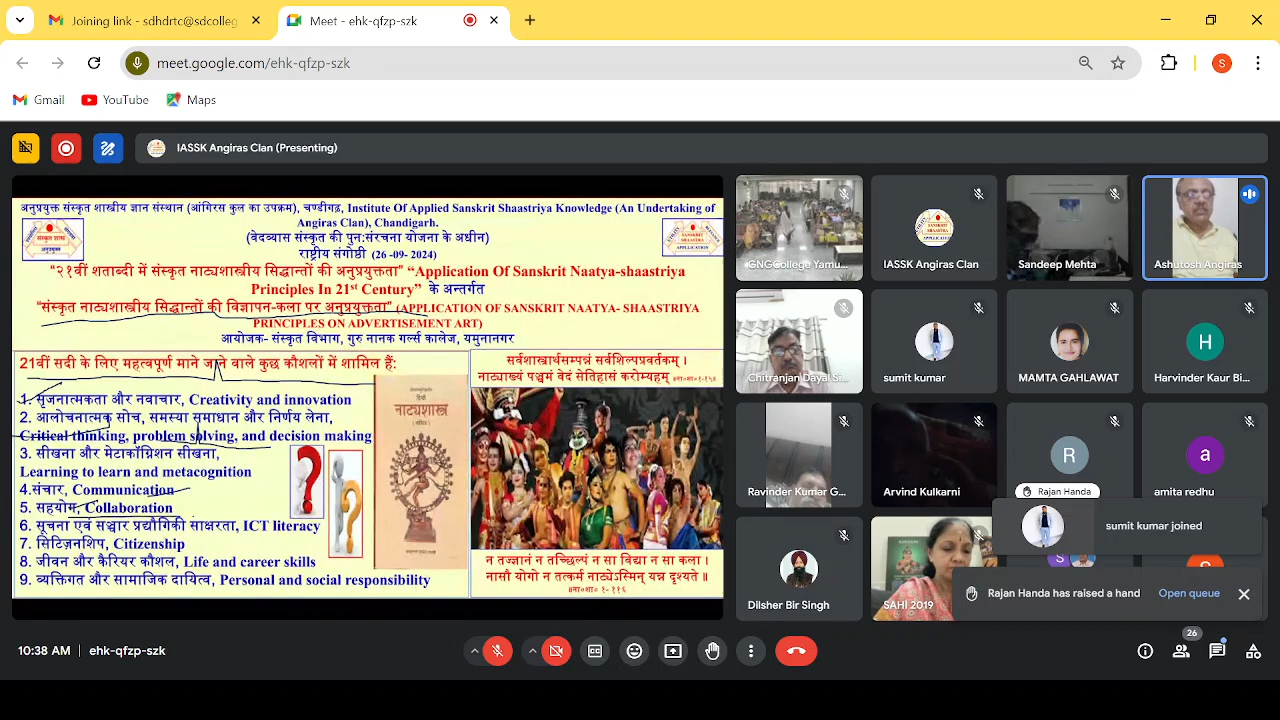 Joining link - sdhdrtc@sdcolleg
Meet - ehk-qfzp-szk
meet.google.com/ehk-qfzp-szk
S
Gmail
YouTube
Maps
IASSK Angiras Clan (Presenting)
अनुप्रयुक्त संस्कृत शास्त्रीय ज्ञान संस्थान (आंगिरस कुल का उपक्रम), चण्डीगढ़, Institute Of Applied Sanskrit Shaastriya Knowledge (An Undertaking of
Angiras Clan), Chandigarh.
(वेदव्यास संस्कृत की पुनःसंरचना योजना के अधीन)
राष्ट्रीय संगोष्ठी (26 -09- 2024)
“२१वीं शताब्दी में संस्कृत नाट्यशास्त्रीय सिद्धान्तों की अनुप्रयुक्तता” “Application Of Sanskrit Naatya-shaastriya
Principles In 21st Century” के अन्तर्गत
“संस्कृत नाट्यशास्त्रीय सिद्धान्तों की विज्ञापन-कला पर अनुप्रयुक्तता” (APPLICATION OF SANSKRIT NAATYA- SHAASTRIYA
PRINCIPLES ON ADVERTISEMENT ART)
आयोजक- संस्कृत विभाग, गुरु नानक गर्ल्स कालेज, यमुनानगर
21वीं सदी के लिए महत्वपूर्ण माने जाने वाले कुछ कौशलों में शामिल हैं:
1. सृजनात्मकता और नवाचार, Creativity and innovation
2. आलोचनात्मक सोच, समस्या समाधान और निर्णय लेना,
Critical thinking, problem solving, and decision making
3. सीखना और मेटाकॉग्निशन सीखना,
Learning to learn and metacognition
4.संचार, Communication
5. सहयोग, Collaboration
6. सूचना एवं सञ्चार प्रद्यौगिकी साक्षरता, ICT literacy
7. सिटिज़नशिप, Citizenship
8. जीवन और कैरियर कौशल, Life and career skills
9. व्यक्तिगत और सामाजिक दायित्व, Personal and social responsibility
नाट्यशास्त्र
सर्वशास्त्रार्थसम्पन्नं सर्वशिल्पप्रवर्तकम् ।
नाट्याख्यं पञ्चमं वेदं सेतिहासं करोम्यहम् ॥ना०शा० १-१५॥
न तज्ज्ञानं न तच्छिल्पं न सा विद्या न सा कला ।
नासौ योगो न तत्कर्म नाट्येऽस्मिन् यन्न दृश्यते ॥
॥ना०शा० १-११६
GNGCollege Yamu...
IASSK Angiras Clan
Sandeep Mehta
Ashutosh Angiras
Chitranjan Dayal Si...
sumit kumar
MAMTA GAHLAWAT
H
Harvinder Kaur Bi...
Ravinder Kumar G...
Arvind Kulkarni
R
Rajan Handa
a
amita redhu
sumit kumar joined
Dilsher Bir Singh
SAHI 2019
Rajan Handa has raised a hand
Open queue
10:38 AM
ehk-qfzp-szk
26